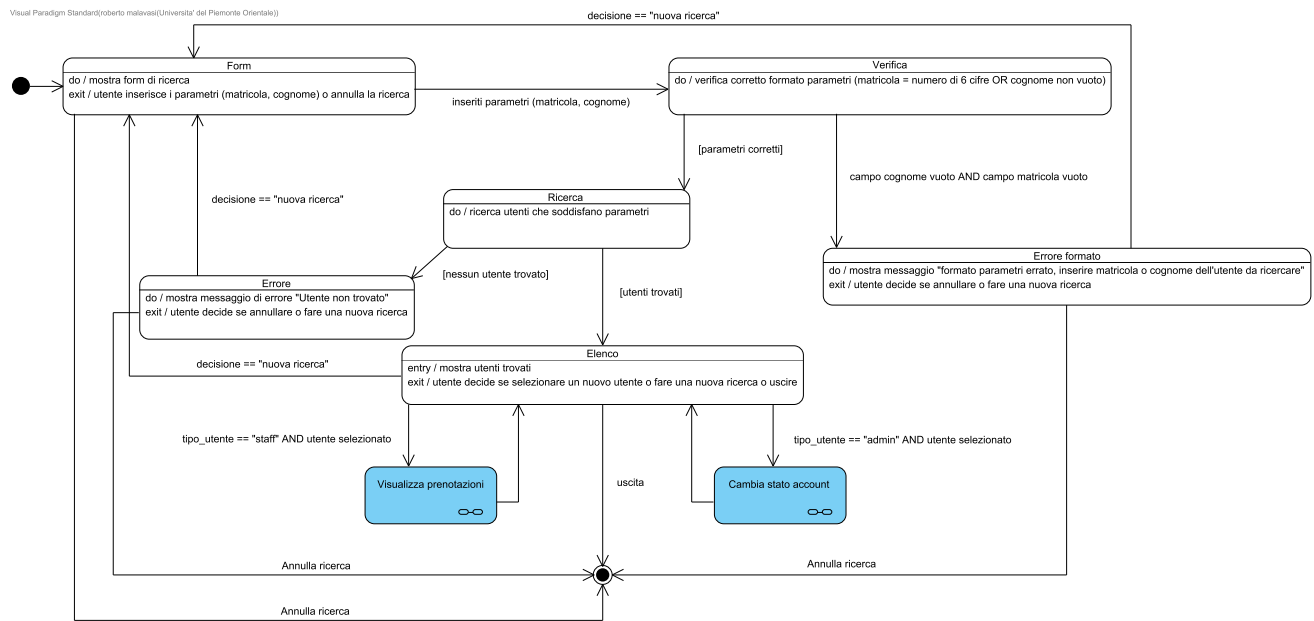 Visual Paradigm Standard(roberto malavasi(Universita' del Piemonte Orientale))
decisione == "nuova ricerca"
Form
do / mostra form di ricerca
exit / utente inserisce i parametri (matricola, cognome) o annulla la ricerca
inseriti parametri (matricola, cognome)
Verifica
do / verifica corretto formato parametri (matricola = numero di 6 cifre OR cognome non vuoto)
[parametri corretti]
campo cognome vuoto AND campo matricola vuoto
decisione == "nuova ricerca"
Ricerca
do / ricerca utenti che soddisfano parametri
[nessun utente trovato]
[utenti trovati]
Errore formato
do / mostra messaggio "formato parametri errato, inserire matricola o cognome dell'utente da ricercare"
exit / utente decide se annullare o fare una nuova ricerca
Errore
do / mostra messaggio di errore "Utente non trovato"
exit / utente decide se annullare o fare una nuova ricerca
decisione == "nuova ricerca"
Elenco
entry / mostra utenti trovati
exit / utente decide se selezionare un nuovo utente o fare una nuova ricerca o uscire
tipo_utente == "staff" AND utente selezionato
tipo_utente == "admin" AND utente selezionato
Visualizza prenotazioni
uscita
Cambia stato account
Annulla ricerca
Annulla ricerca
Annulla ricerca